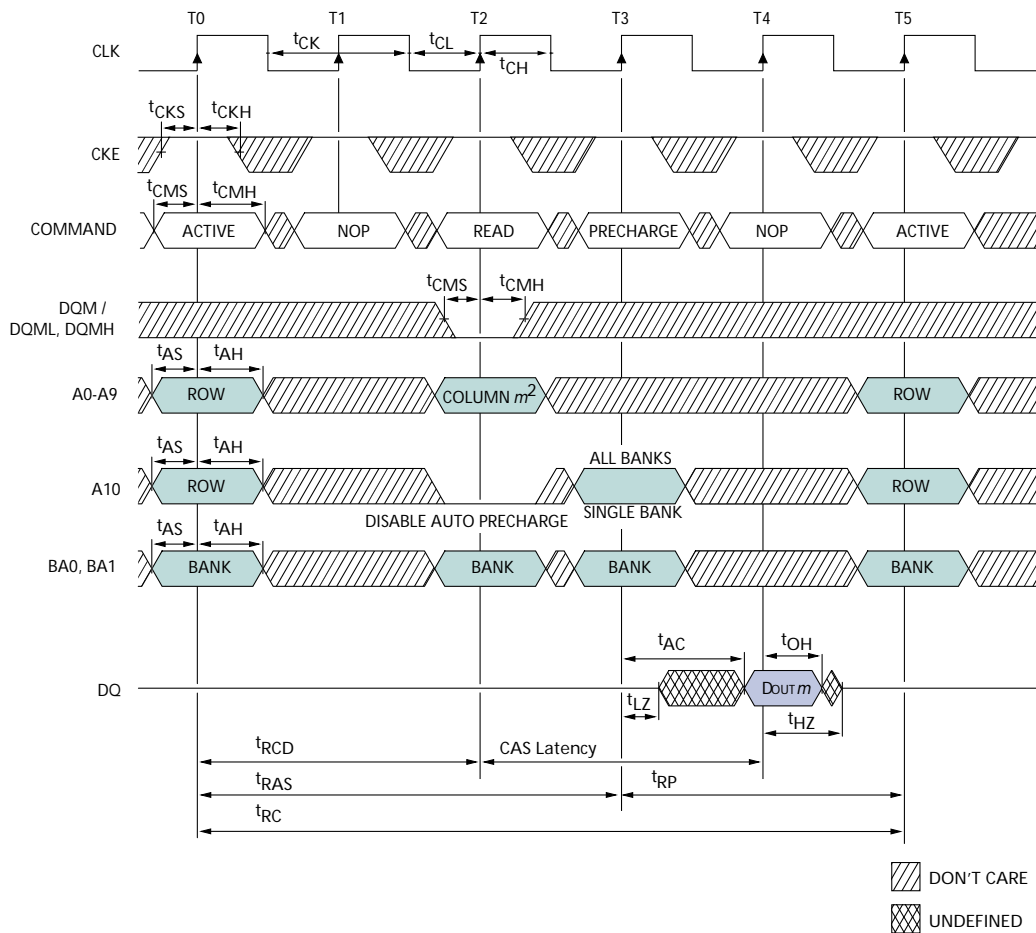 T0 T1 T2 T3 T4 T5
CLK tCK tCL
tCH
tCKS tCKH
CKE
tCMS tCMH
COMMAND ACTIVE NOP READ PRECHARGE NOP ACTIVE
tCMS tCMH
DQM /
DQML, DQMH
tAS tAH
A0-A9 ROW COLUMN m2 ROW
tAS tAH ALL BANKS
A10 ROW ROW
DISABLE AUTO PRECHARGE SINGLE BANK
tAS tAH
BA0, BA1 BANK BANK BANK BANK
tAC tOH
DQ DOUT m
tLZ tHZ
tRCD CAS Latency
tRAS tRP
tRC
DON'T CARE
UNDEFINED